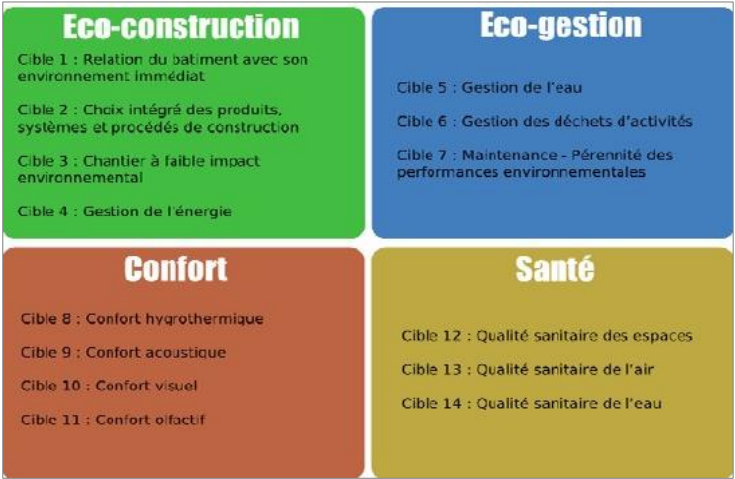 Eco-construction
Cible 1 : Relation du batiment avec son
environnement immédiat
Cible 2 : Choix intégré des produits,
systèmes et procédés de construction
Cible 3 : Chantier à faible impact
environnemental
Cible 4 : Gestion de l'énergie
Eco-gestion
Cible 5 : Gestion de l'eau
Cible 6 : Gestion des déchets d'activités
Cible 7 : Maintenance - Pérennité des
performances environnementales
Confort
Cible 8 : Confort hygrothermique
Cible 9 : Confort acoustique
Cible 10 : Confort visuel
Cible 11 : Confort olfactif
Santé
Cible 12 : Qualité sanitaire des espaces
Cible 13 : Qualité sanitaire de l'air
Cible 14 : Qualité sanitaire de l'eau